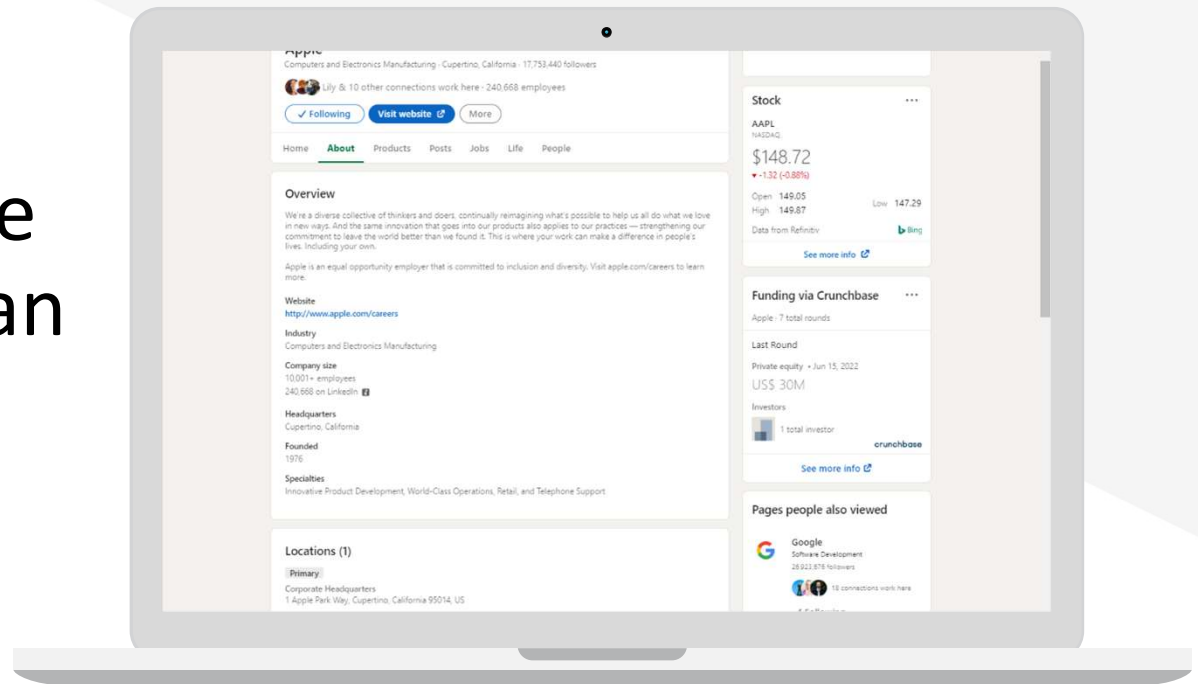 e
an
Apple
Computers and Electronics Manufacturing · Cupertino, California · 17,753,440 followers
Lily & 10 other connections work here · 240,668 employees
Following
Visit website
More
Home
About
Products
Posts
Jobs
Life
People
Overview
We're a diverse collective of thinkers and doers, continually reimagining what's possible to help us all do what we love
in new ways. And the same innovation that goes into our products also applies to our practices — strengthening our
commitment to leave the world better than we found it. This is where your work can make a difference in people's
lives. Including your own.
Apple is an equal opportunity employer that is committed to inclusion and diversity. Visit apple.com/careers to learn
more.
Website
http://www.apple.com/careers
Industry
Computers and Electronics Manufacturing
Company size
10,001+ employees
240,668 on LinkedIn
Headquarters
Cupertino, California
Founded
1976
Specialties
Innovative Product Development, World-Class Operations, Retail, and Telephone Support
Locations (1)
Primary
Corporate Headquarters
1 Apple Park Way, Cupertino, California 95014, US
Stock
AAPL
NASDAQ
$148.72
-1.32 (-0.88%)
Open 149.05
Low 147.29
High 149.87
Data from Refinitiv
Bing
See more info
Funding via Crunchbase
Apple · 7 total rounds
Last Round
Private equity • Jun 15, 2022
US$ 30M
Investors
1 total investor
crunchbase
See more info
Pages people also viewed
Google
Software Development
followers
18 connections work here